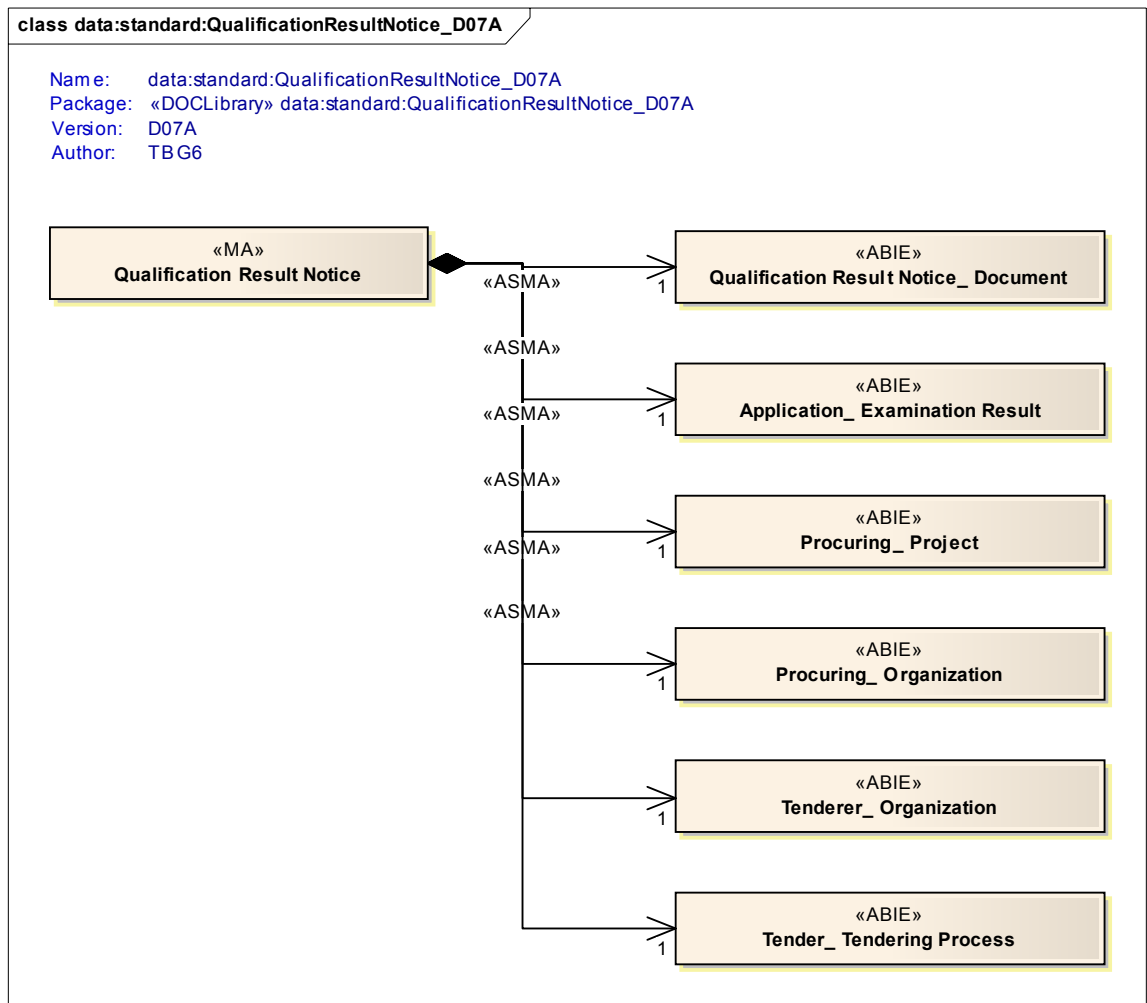 class data:standard:QualificationResultNotice_D07A
Name: data:standard:QualificationResultNotice_D07A
Package: «DOCLibrary» data:standard:QualificationResultNotice_D07A
Version: D07A
Author: TBG6
«MA»
Qualification Result Notice
«ABIE»
Qualification Result Notice_ Document
«ASMA»
1
«ASMA»
«ABIE»
Application_ Examination Result
«ASMA»
1
«ASMA»
«ABIE»
Procuring_ Project
«ASMA»
1
«ASMA»
«ABIE»
Procuring_ Organization
1
«ABIE»
Tenderer_ Organization
1
«ABIE»
Tender_ Tendering Process
1